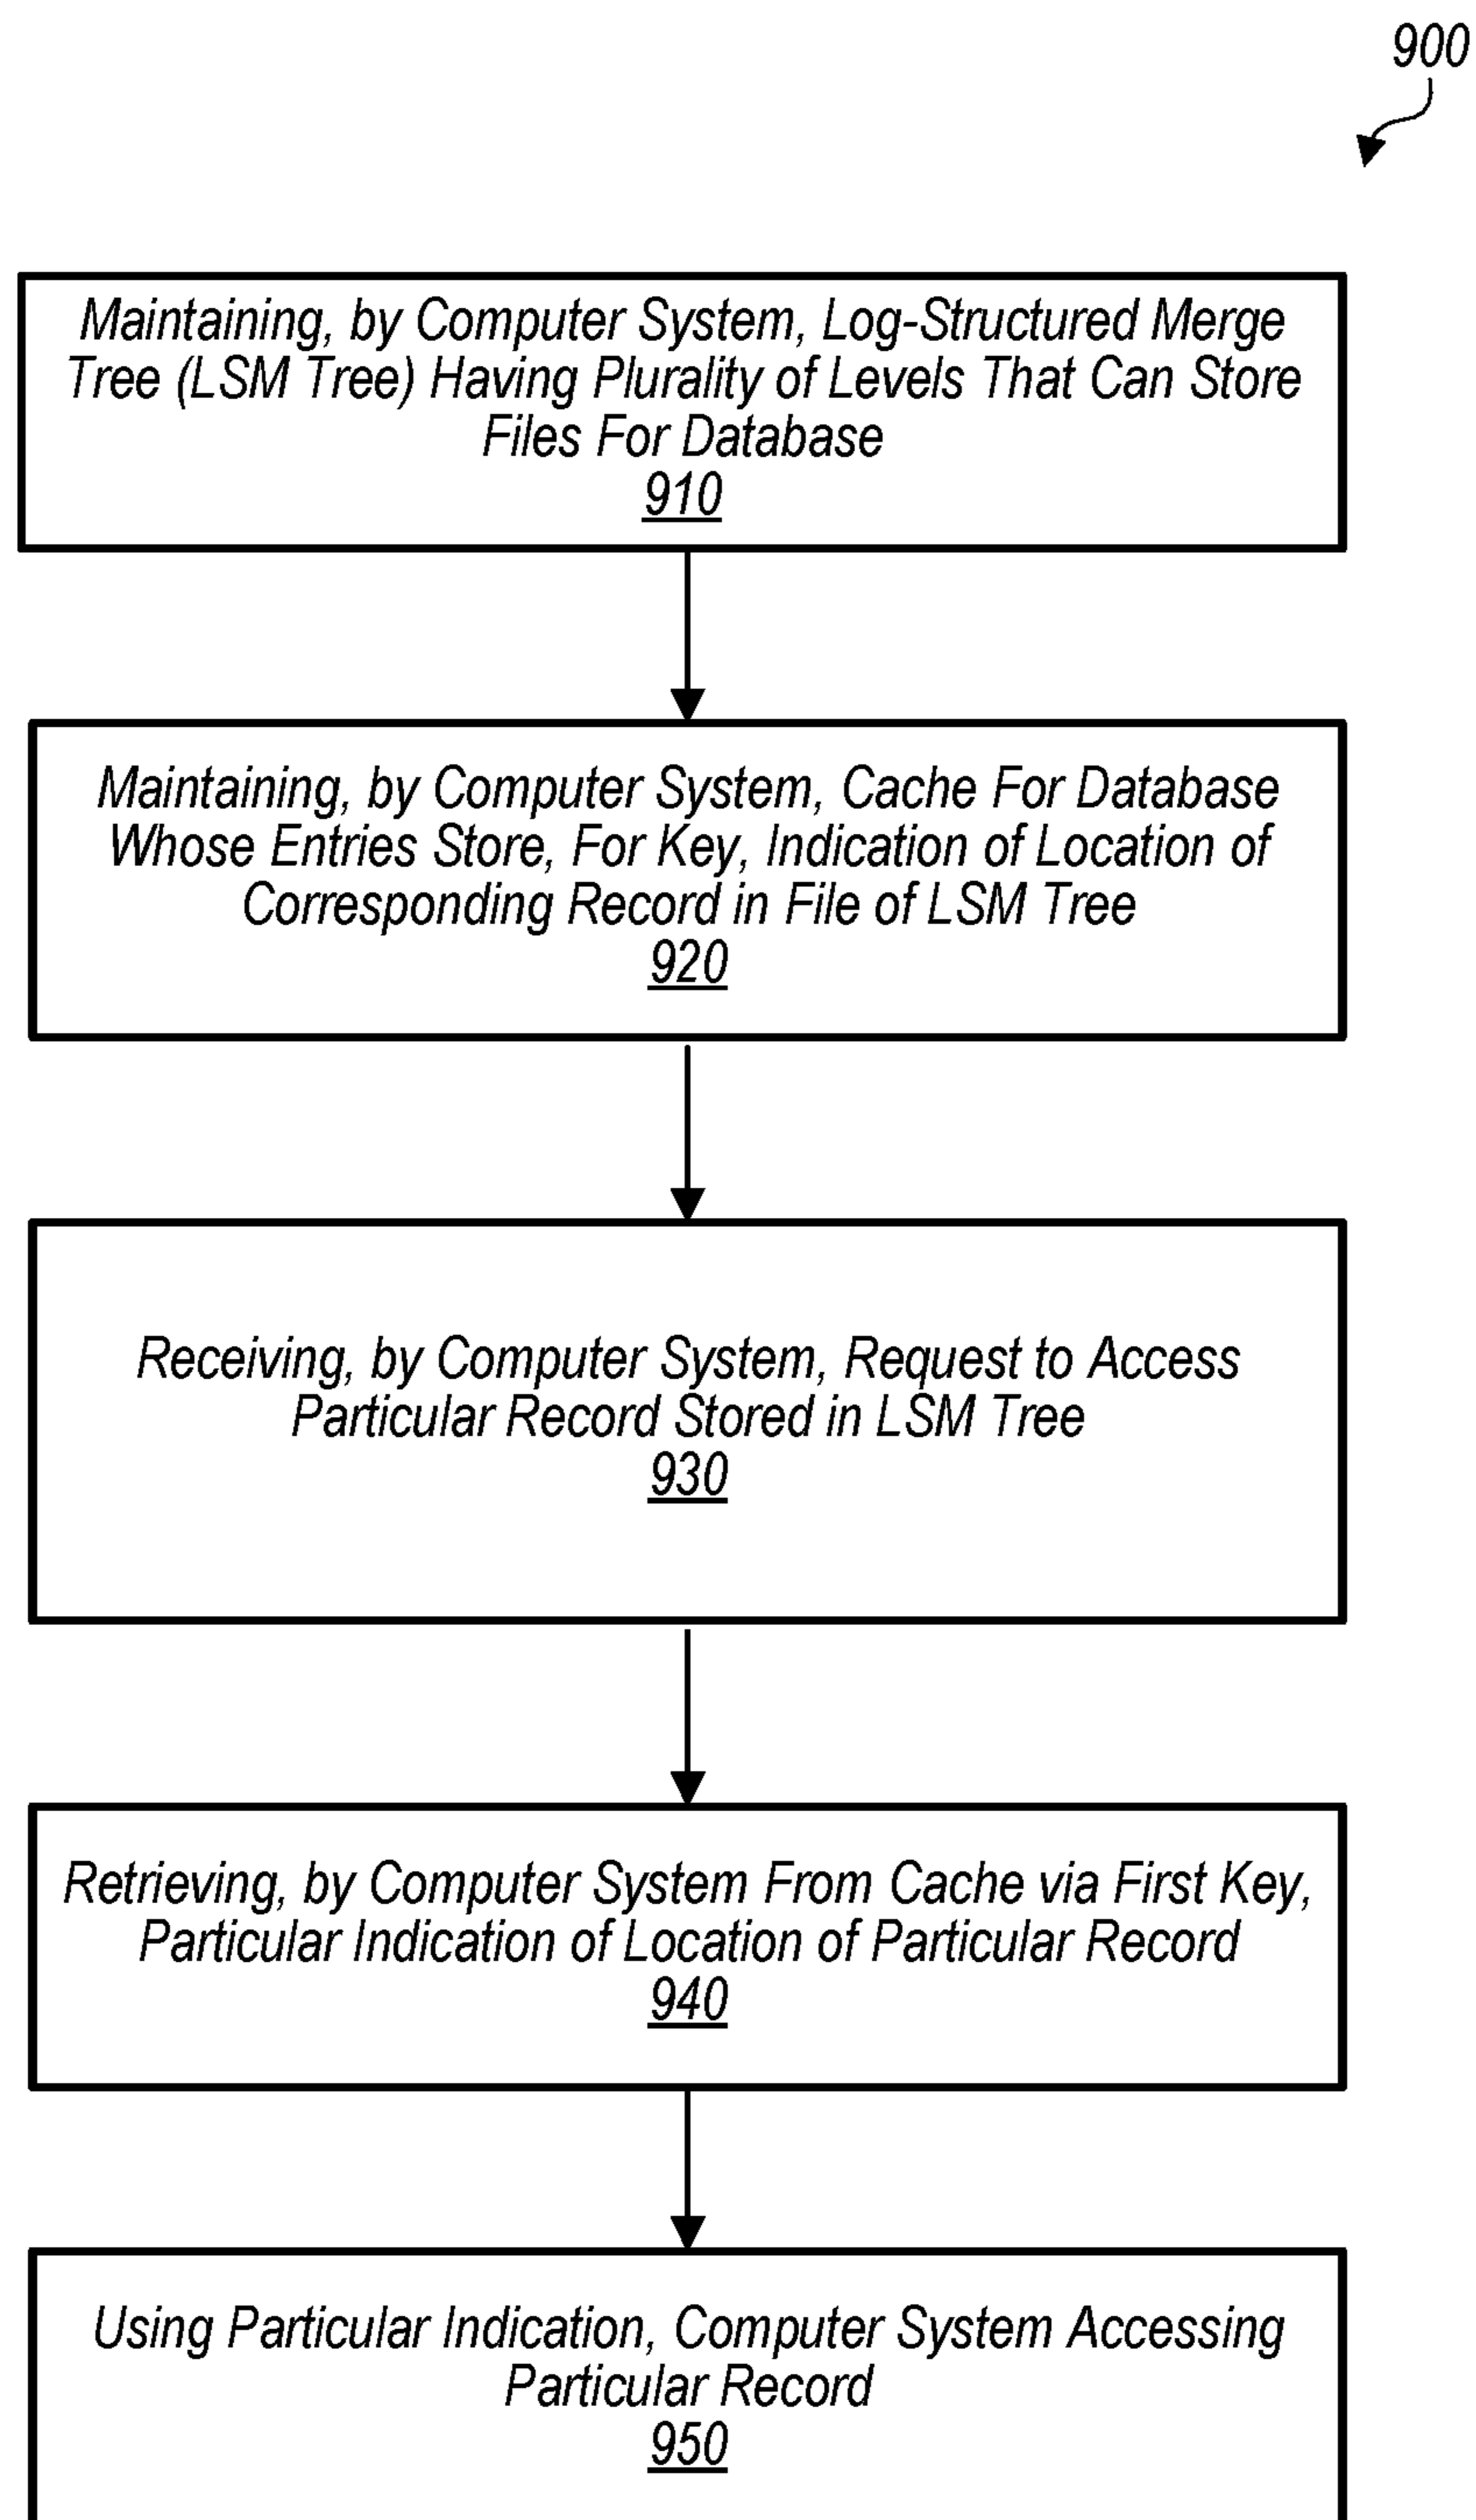 900
Maintaining, by Computer System, Log-Structured Merge
Tree (LSM Tree) Having Plurality of Levels That Can Store
Files For Database
910
Maintaining, by Computer System, Cache For Database
Whose Entries Store, For Key, Indication of Location of
Corresponding Record in File of LSM Tree
920
Receiving, by Computer System, Request to Access
Particular Record Stored in LSM Tree
930
Retrieving, by Computer System From Cache via First Key,
Particular Indication of Location of Particular Record
940
Using Particular Indication, Computer System Accessing
Particular Record
950